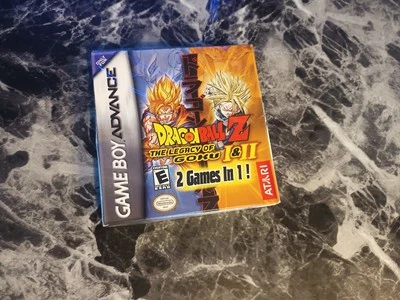 GAME BOY ADVANCE
DRAGON BALL Z
THE LEGACY OF
GOKU I & II
2 Games In 1!
E
ATARI